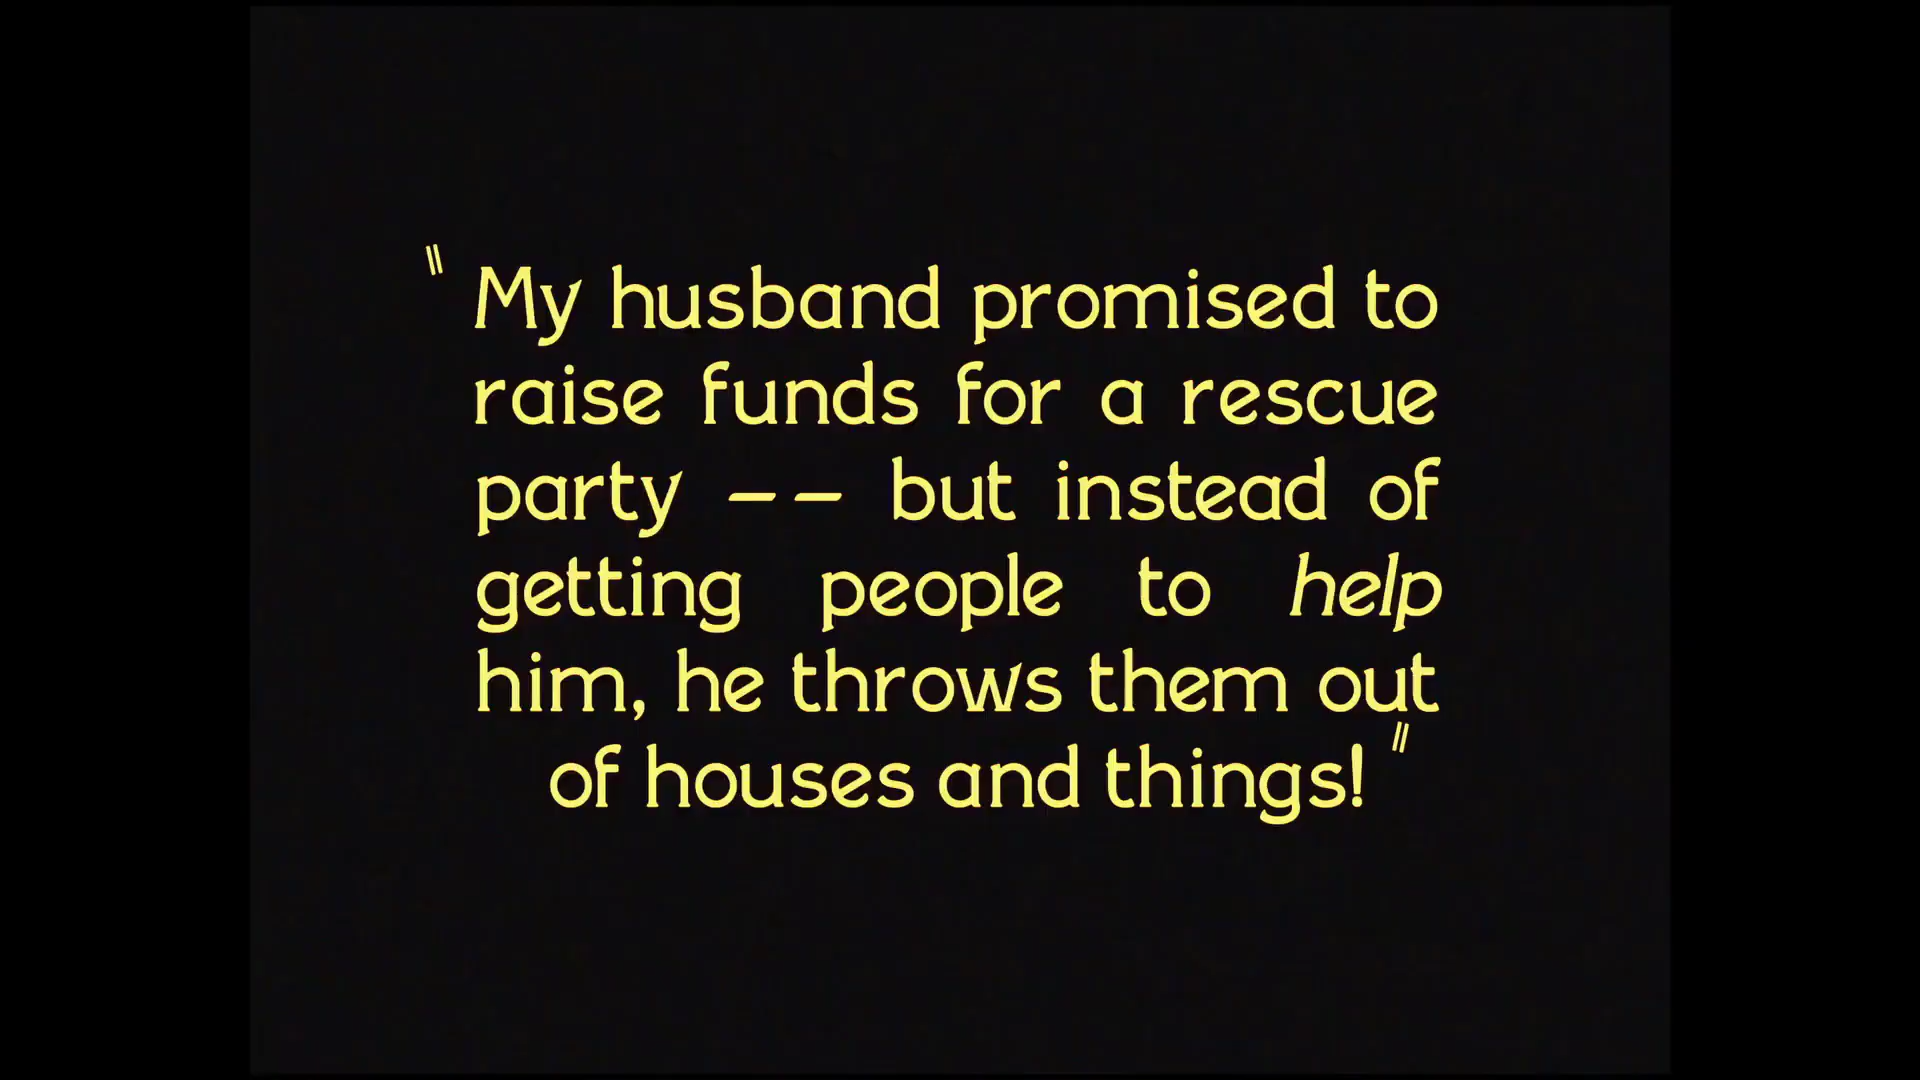 "My husband promised to
raise funds for a rescue
party -- but instead of
getting people to help
him, he throws them out
of houses and things!"